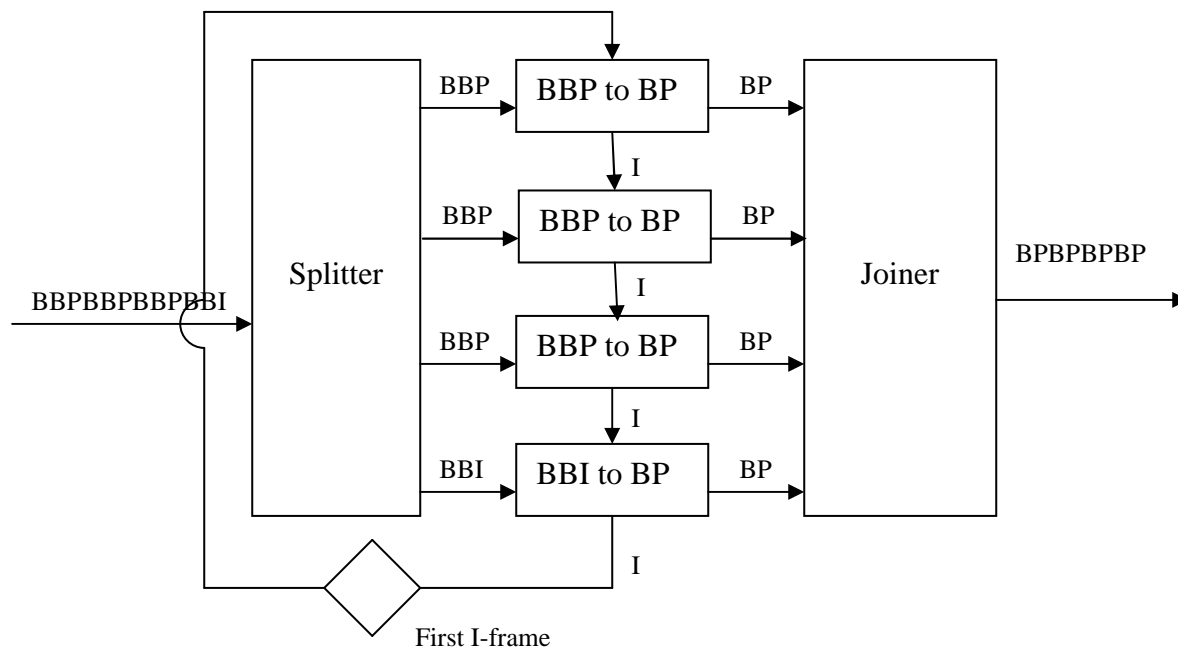 BBP
BBP to BP
BP
I
BBP
BBP to BP
BP
Splitter
Joiner
BPBPBPBP
BBPBBPBBPBBI
I
BBP
BBP to BP
BP
I
BBI
BBI to BP
BP
I
First I-frame